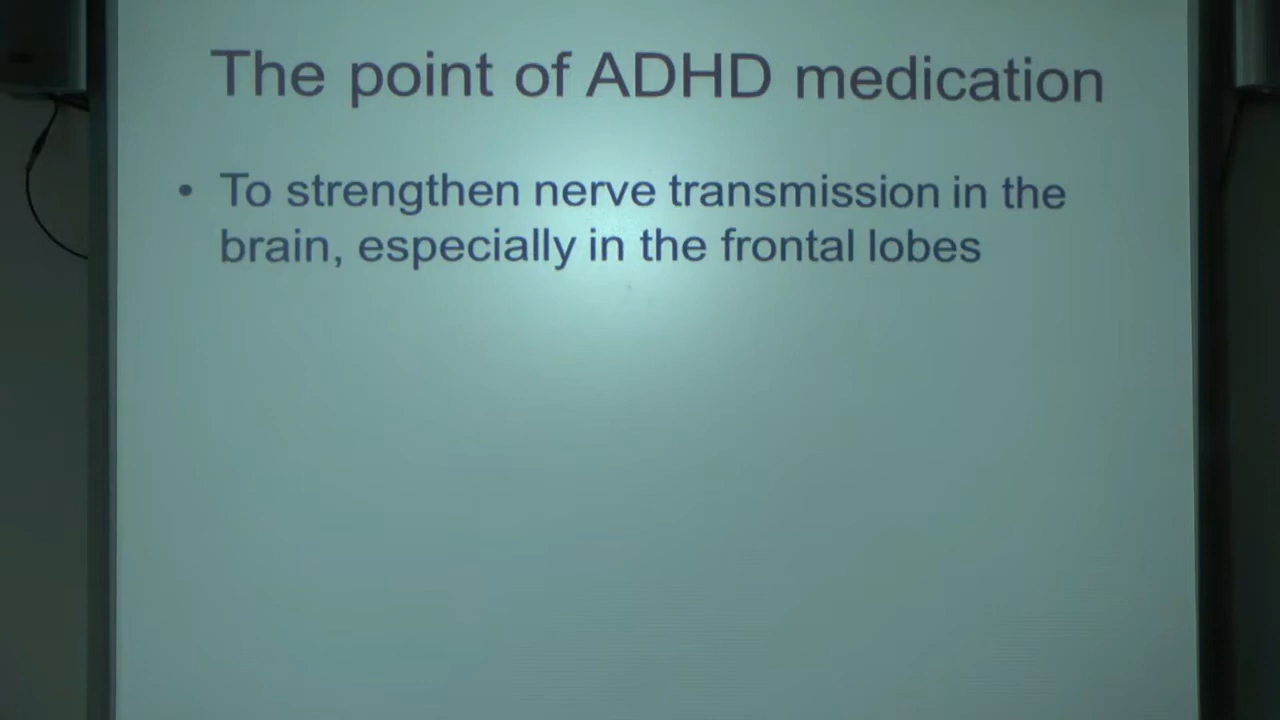 The point of ADHD medication
• To strengthen nerve transmission in the
brain, especially in the frontal lobes